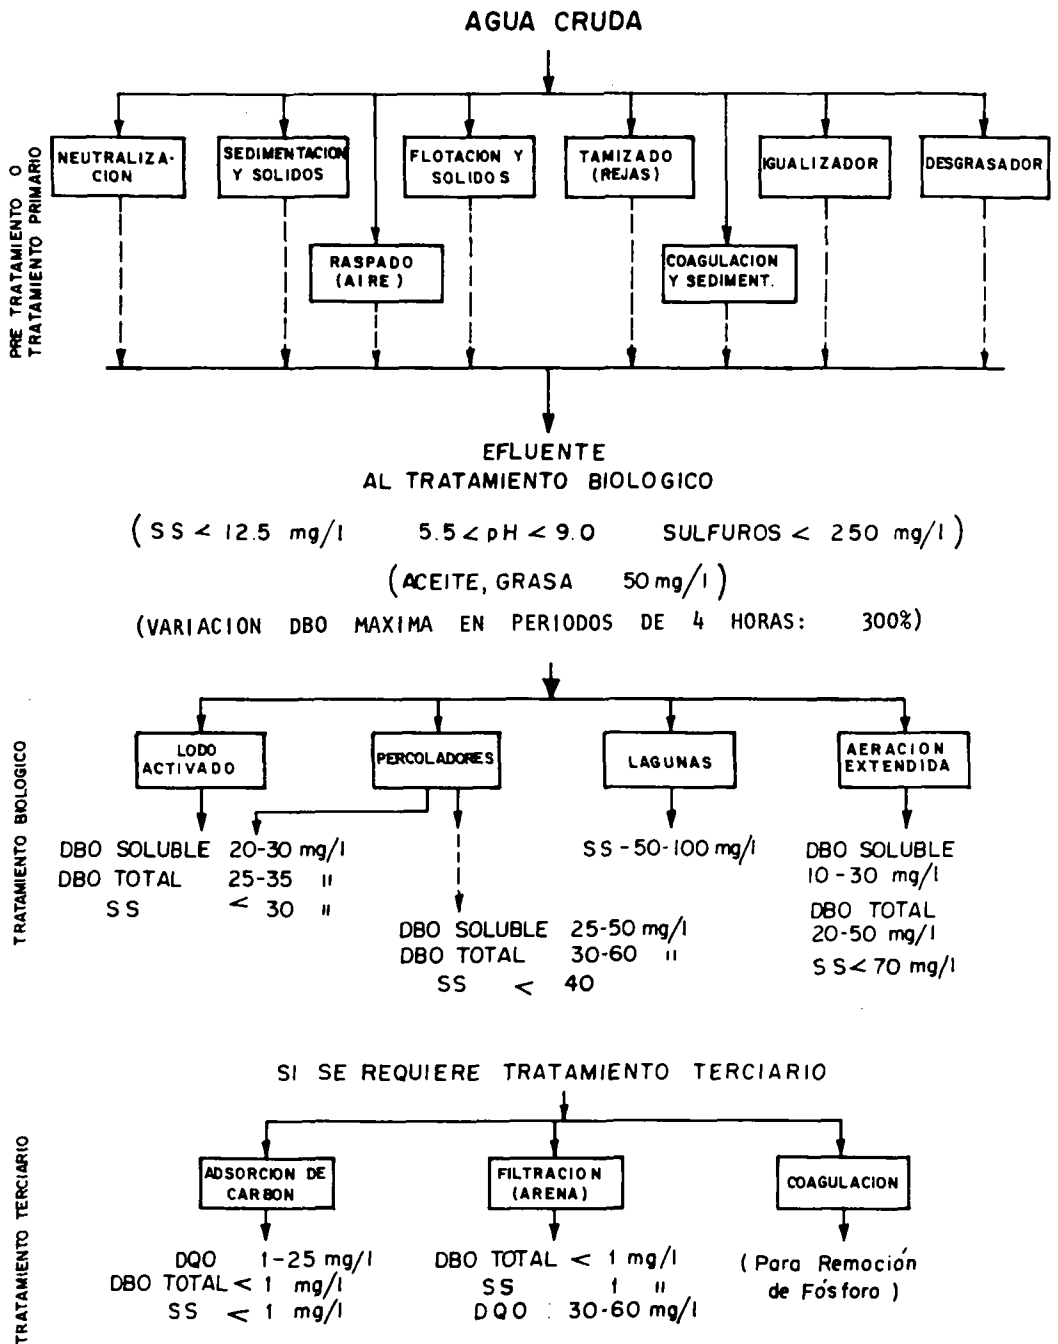 AGUA CRUDA
PRE TRATAMIENTO O
TRATAMIENTO PRIMARIO
NEUTRALIZA-
CION
SEDIMENTACION
Y SOLIDOS
FLOTACION Y
SOLIDOS
TAMIZADO
(REJAS)
IGUALIZADOR
DESGRASADOR
RASPADO
(AIRE)
COAGULACION
Y SEDIMENT.
EFLUENTE
AL TRATAMIENTO BIOLOGICO
(SS < 12.5 mg/l 5.5 < pH < 9.0 SULFUROS < 250 mg/l)
(ACEITE, GRASA 50 mg/l)
(VARIACION DBO MAXIMA EN PERIODOS DE 4 HORAS: 300%)
TRATAMIENTO BIOLOGICO
LODO
ACTIVADO
PERCOLADORES
LAGUNAS
AERACION
EXTENDIDA
DBO SOLUBLE 20-30 mg/l
DBO TOTAL 25-35 "
SS < 30 "
DBO SOLUBLE 25-50 mg/l
DBO TOTAL 30-60 "
SS < 40
SS-50-100 mg/l
DBO SOLUBLE
10-30 mg/l
DBO TOTAL
20-50 mg/l
SS < 70 mg/l
SI SE REQUIERE TRATAMIENTO TERCIARIO
TRATAMIENTO TERCIARIO
ADSORCION DE
CARBON
FILTRACION
(ARENA)
COAGULACION
DQO 1-25 mg/l
DBO TOTAL < 1 mg/l
SS < 1 mg/l
DBO TOTAL < 1 mg/l
SS 1 "
DQO : 30-60 mg/l
(Para Remoción
de Fósforo)